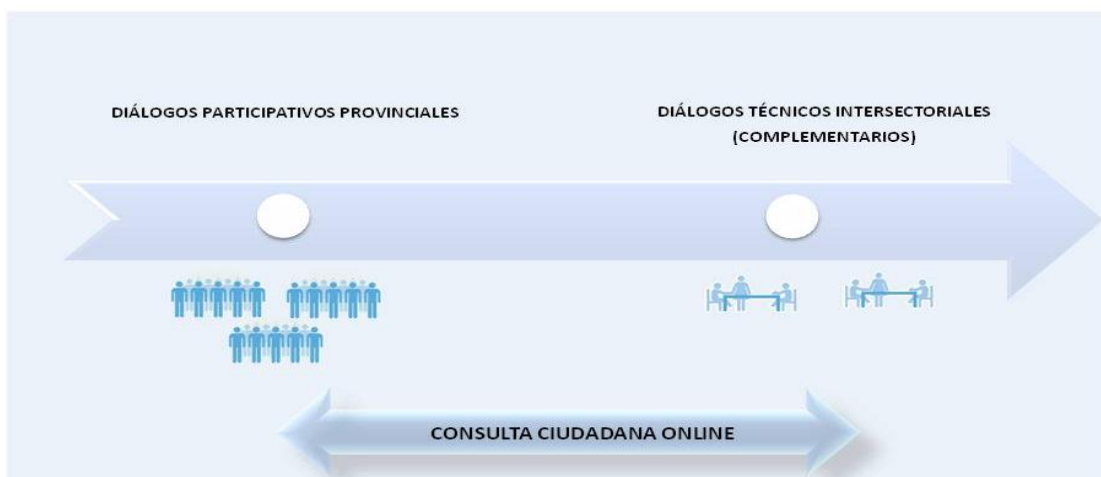 DIÁLOGOS PARTICIPATIVOS PROVINCIALES
DIÁLOGOS TÉCNICOS INTERSECTORIALES
(COMPLEMENTARIOS)
CONSULTA CIUDADANA ONLINE